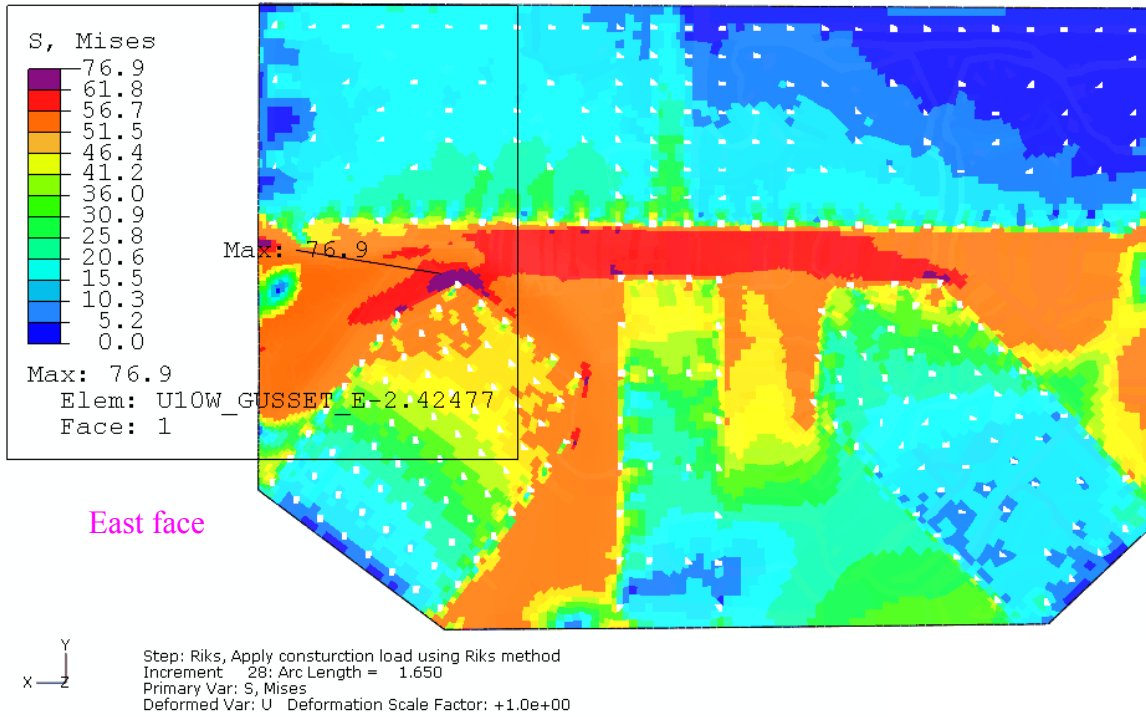 S, Mises
76.9
61.8
56.7
51.5
46.4
41.2
36.0
30.9
25.8
20.6
15.5
10.3
5.2
0.0
Max: 76.9
Max: 76.9
Elem: U10W_GUSSET_E-2.42477
Face: 1
East face
Y
X
Z
Step: Riks, Apply consturction load using Riks method
Increment 28: Arc Length = 1.650
Primary Var: S, Mises
Deformed Var: U Deformation Scale Factor: +1.0e+00